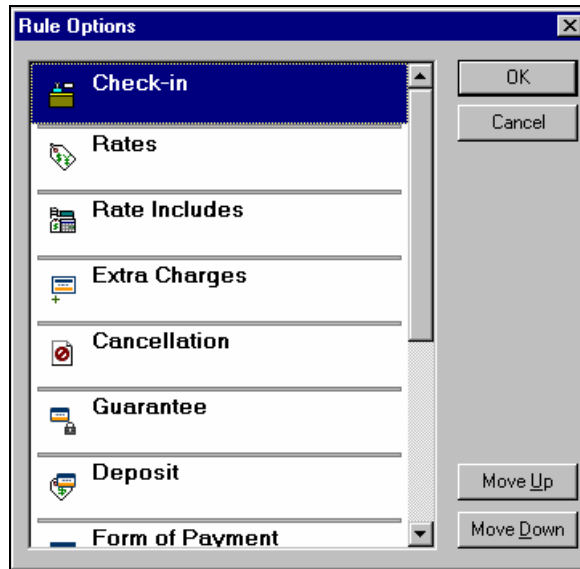 Rule Options
Check-in
Rates
Rate Includes
Extra Charges
Cancellation
Guarantee
Deposit
Form of Payment
OK
Cancel
Move Up
Move Down